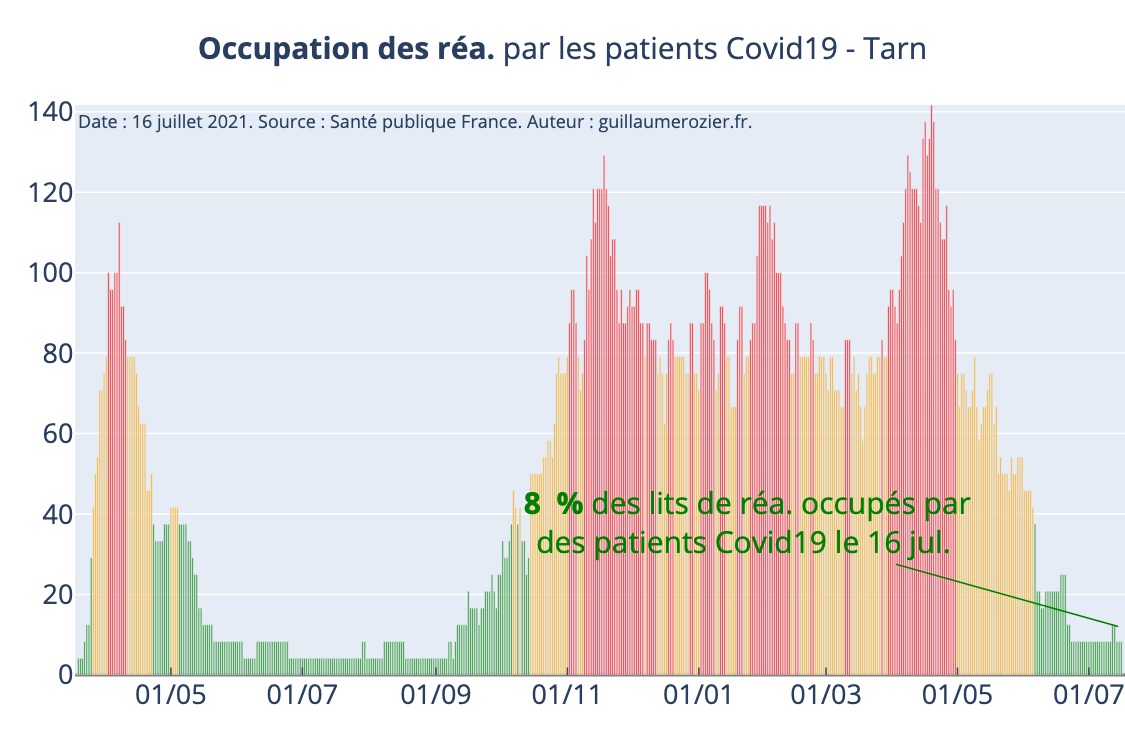 Occupation des réa. par les patients Covid19 - Tarn
Date : 16 juillet 2021. Source : Santé publique France. Auteur : guillaumerozier.fr.
140
120
100
80
60
40
20
0
8 % des lits de réa. occupés par
des patients Covid19 le 16 jul.
01/05 01/07 01/09 01/11 01/01 01/03 01/05 01/07